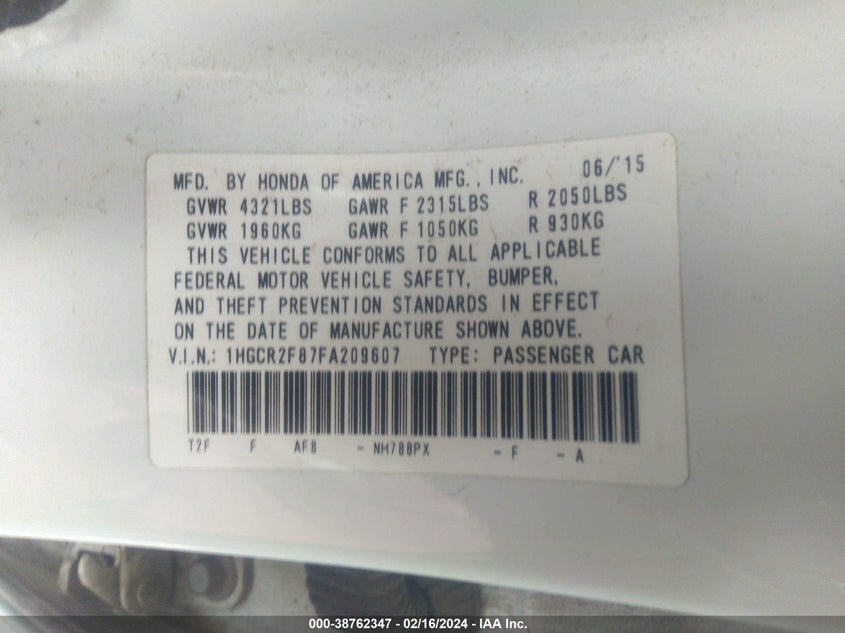 MFD. BY HONDA OF AMERICA MFG., INC. 06/'15
GVWR 4321LBS GAWR F 2315LBS R 2050LBS
GVWR 1960KG GAWR F 1050KG R 930KG
THIS VEHICLE CONFORMS TO ALL APPLICABLE
FEDERAL MOTOR VEHICLE SAFETY, BUMPER,
AND THEFT PREVENTION STANDARDS IN EFFECT
ON THE DATE OF MANUFACTURE SHOWN ABOVE.
V.I.N.: 1HGCR2F87FA209607 TYPE: PASSENGER CAR
T2F F AF8 - NH788PX - F - A
000-38762347 - 02/16/2024 - IAA Inc.